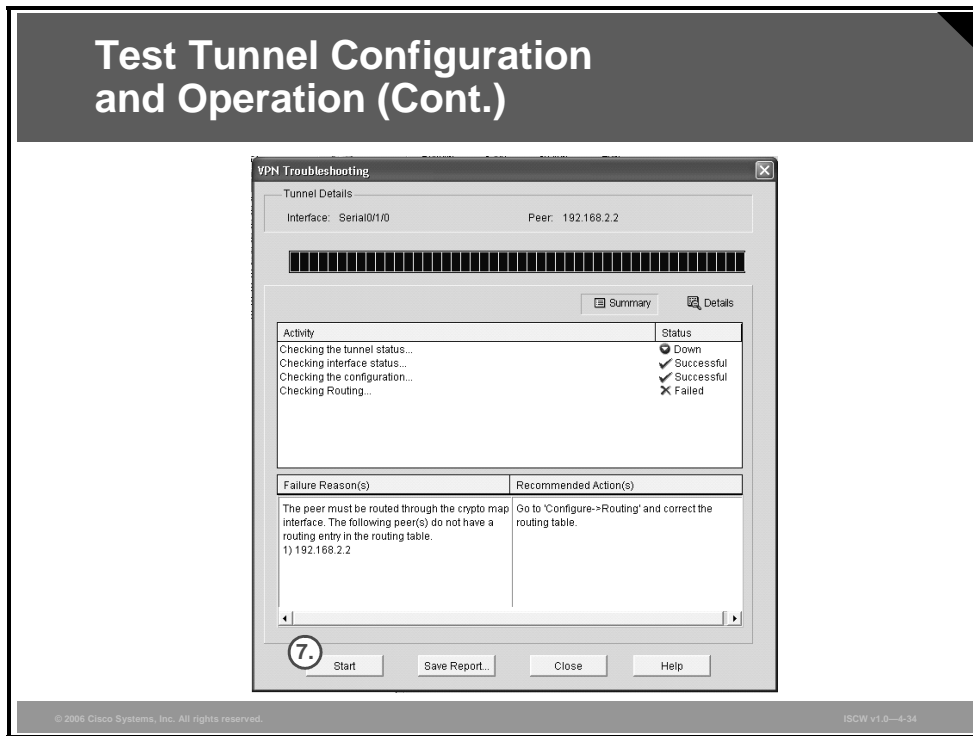 Test Tunnel Configuration
and Operation (Cont.)
VPN Troubleshooting
Tunnel Details
Interface: Serial0/1/0 Peer: 192.168.2.2
Summary Details
Activity Status
Checking the tunnel status... Down
Checking interface status... Successful
Checking the configuration... Successful
Checking Routing... Failed
Failure Reason(s) Recommended Action(s)
The peer must be routed through the crypto map Go to 'Configure->Routing' and correct the
interface. The following peer(s) do not have a routing table.
routing entry in the routing table.
1) 192.168.2.2
7.
Start Save Report... Close Help
© 2006 Cisco Systems, Inc. All rights reserved. ISCW v1.0—4-34